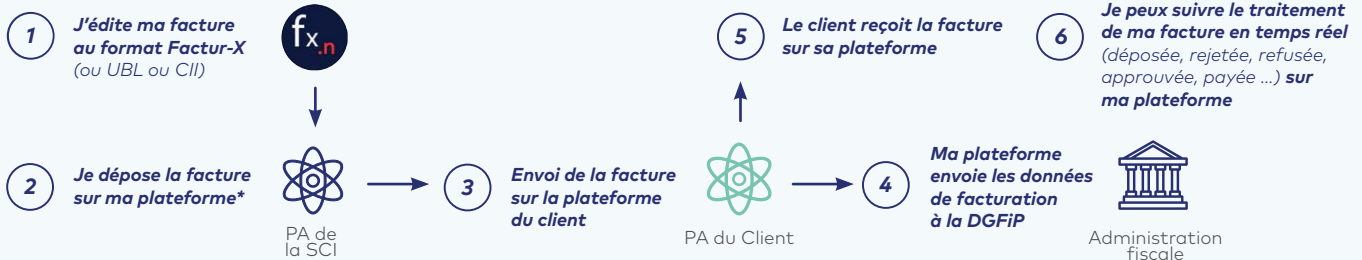 1
J'édite ma facture
au format Factur-X
(ou UBL ou CII)
fx.n
2
Je dépose la facture
sur ma plateforme*
PA de
la SCI
3
Envoi de la facture
sur la plateforme
du client
PA du Client
4
Ma plateforme
envoie les données
de facturation
à la DGFiP
Administration
fiscale
5
Le client reçoit la facture
sur sa plateforme
6
Je peux suivre le traitement
de ma facture en temps réel
(déposée, rejetée, refusée,
approuvée, payée ...) sur
ma plateforme